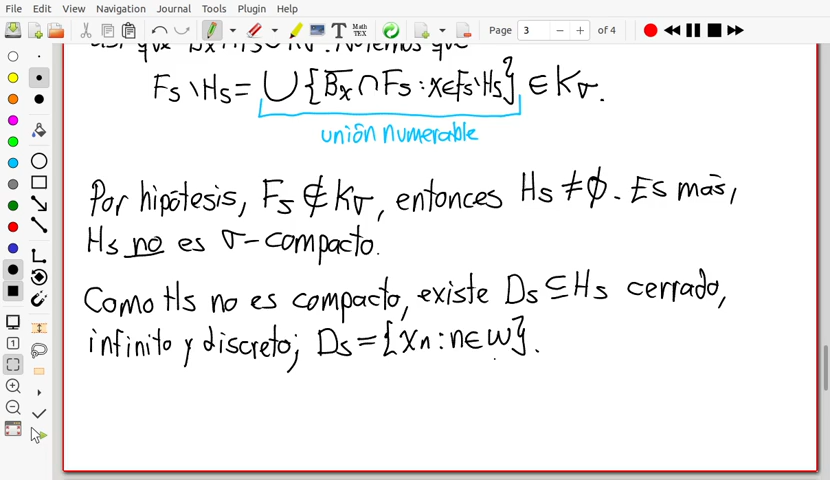 File Edit View Navigation Journal Tools Plugin Help
Page 3 of 4
así que
Fs \ Hs = ⋃ { B̅x ∩ Fs : x ∈ Fs \ Hs } ∈ Kσ.
unión numerable
Por hipótesis, Fs ∉ Kσ, entonces Hs ≠ ∅. Es más,
Hs no es σ-compacto.
Como Hs no es compacto, existe Ds ⊆ Hs cerrado,
infinito y discreto; Ds = { xn : n ∈ ω }.